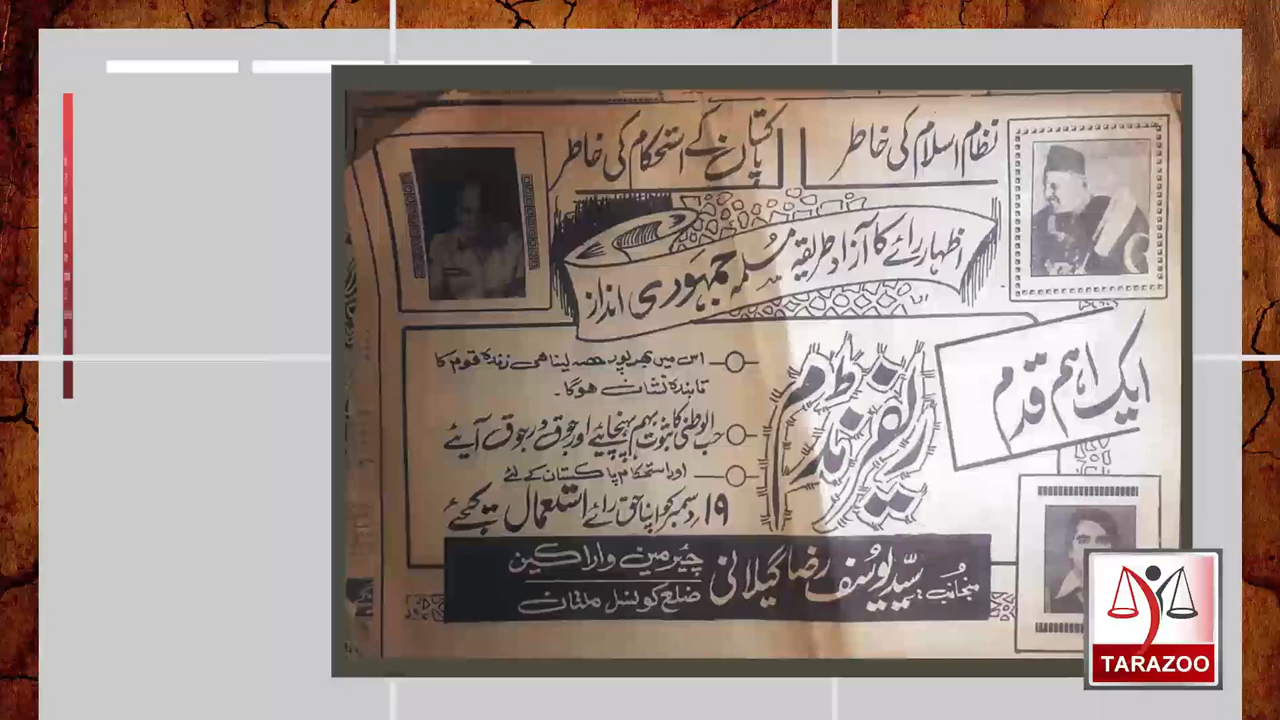 نظام اسلام کی خاطر
پاکستان کے استحکام کی خاطر
اظہار رائے کا آزاد طریقہ مسلمہ جمہوری انداز
ایک اہم قدم
ریفرنڈم
اس میں بھرپور حصہ لینا ہی زندہ قوم کا
تابندہ نشان ہوگا۔
حب الوطنی کا ثبوت بہم پہنچایئے اور جوق در جوق آیئے
اور استحکام پاکستان کے لئے
۱۹؍ دسمبر کو اپنا حق رائے استعمال کیجئے
منجانب: سیّد یوسف رضا گیلانی
چیئرمین و اراکین
ضلع کونسل ملتان
TARAZOO